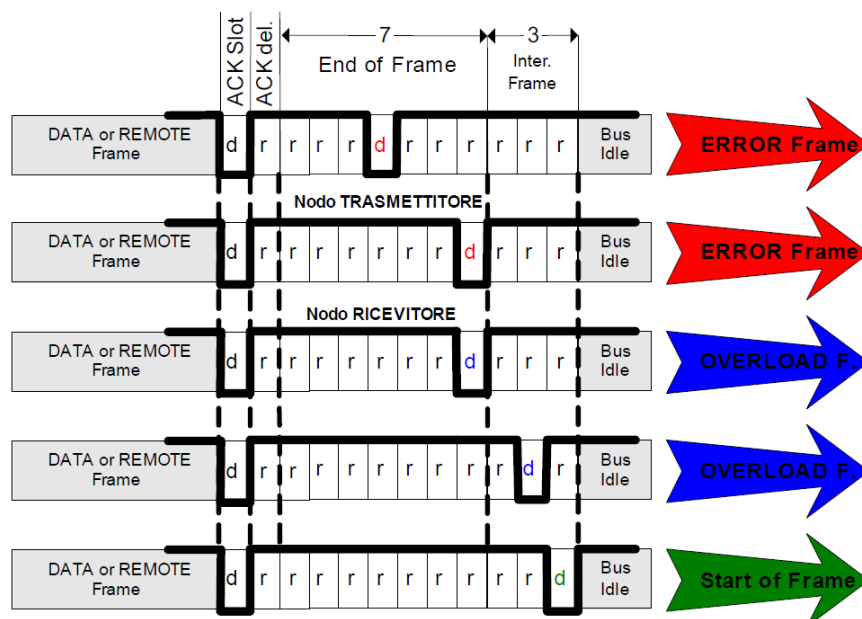 ACK Slot
ACK del.
7
3
End of Frame
Inter.
Frame
DATA or REMOTE
Frame
d r r r r d r r r r r r
Bus
Idle
ERROR Frame
Nodo TRASMETTITORE
DATA or REMOTE
Frame
d r r r r r r r d r r r
Bus
Idle
ERROR Frame
Nodo RICEVITORE
DATA or REMOTE
Frame
d r r r r r r r d r r r
Bus
Idle
OVERLOAD F.
DATA or REMOTE
Frame
d r r r r r r r r r d r
Bus
Idle
OVERLOAD F.
DATA or REMOTE
Frame
d r r r r r r r r r r d
Bus
Idle
Start of Frame